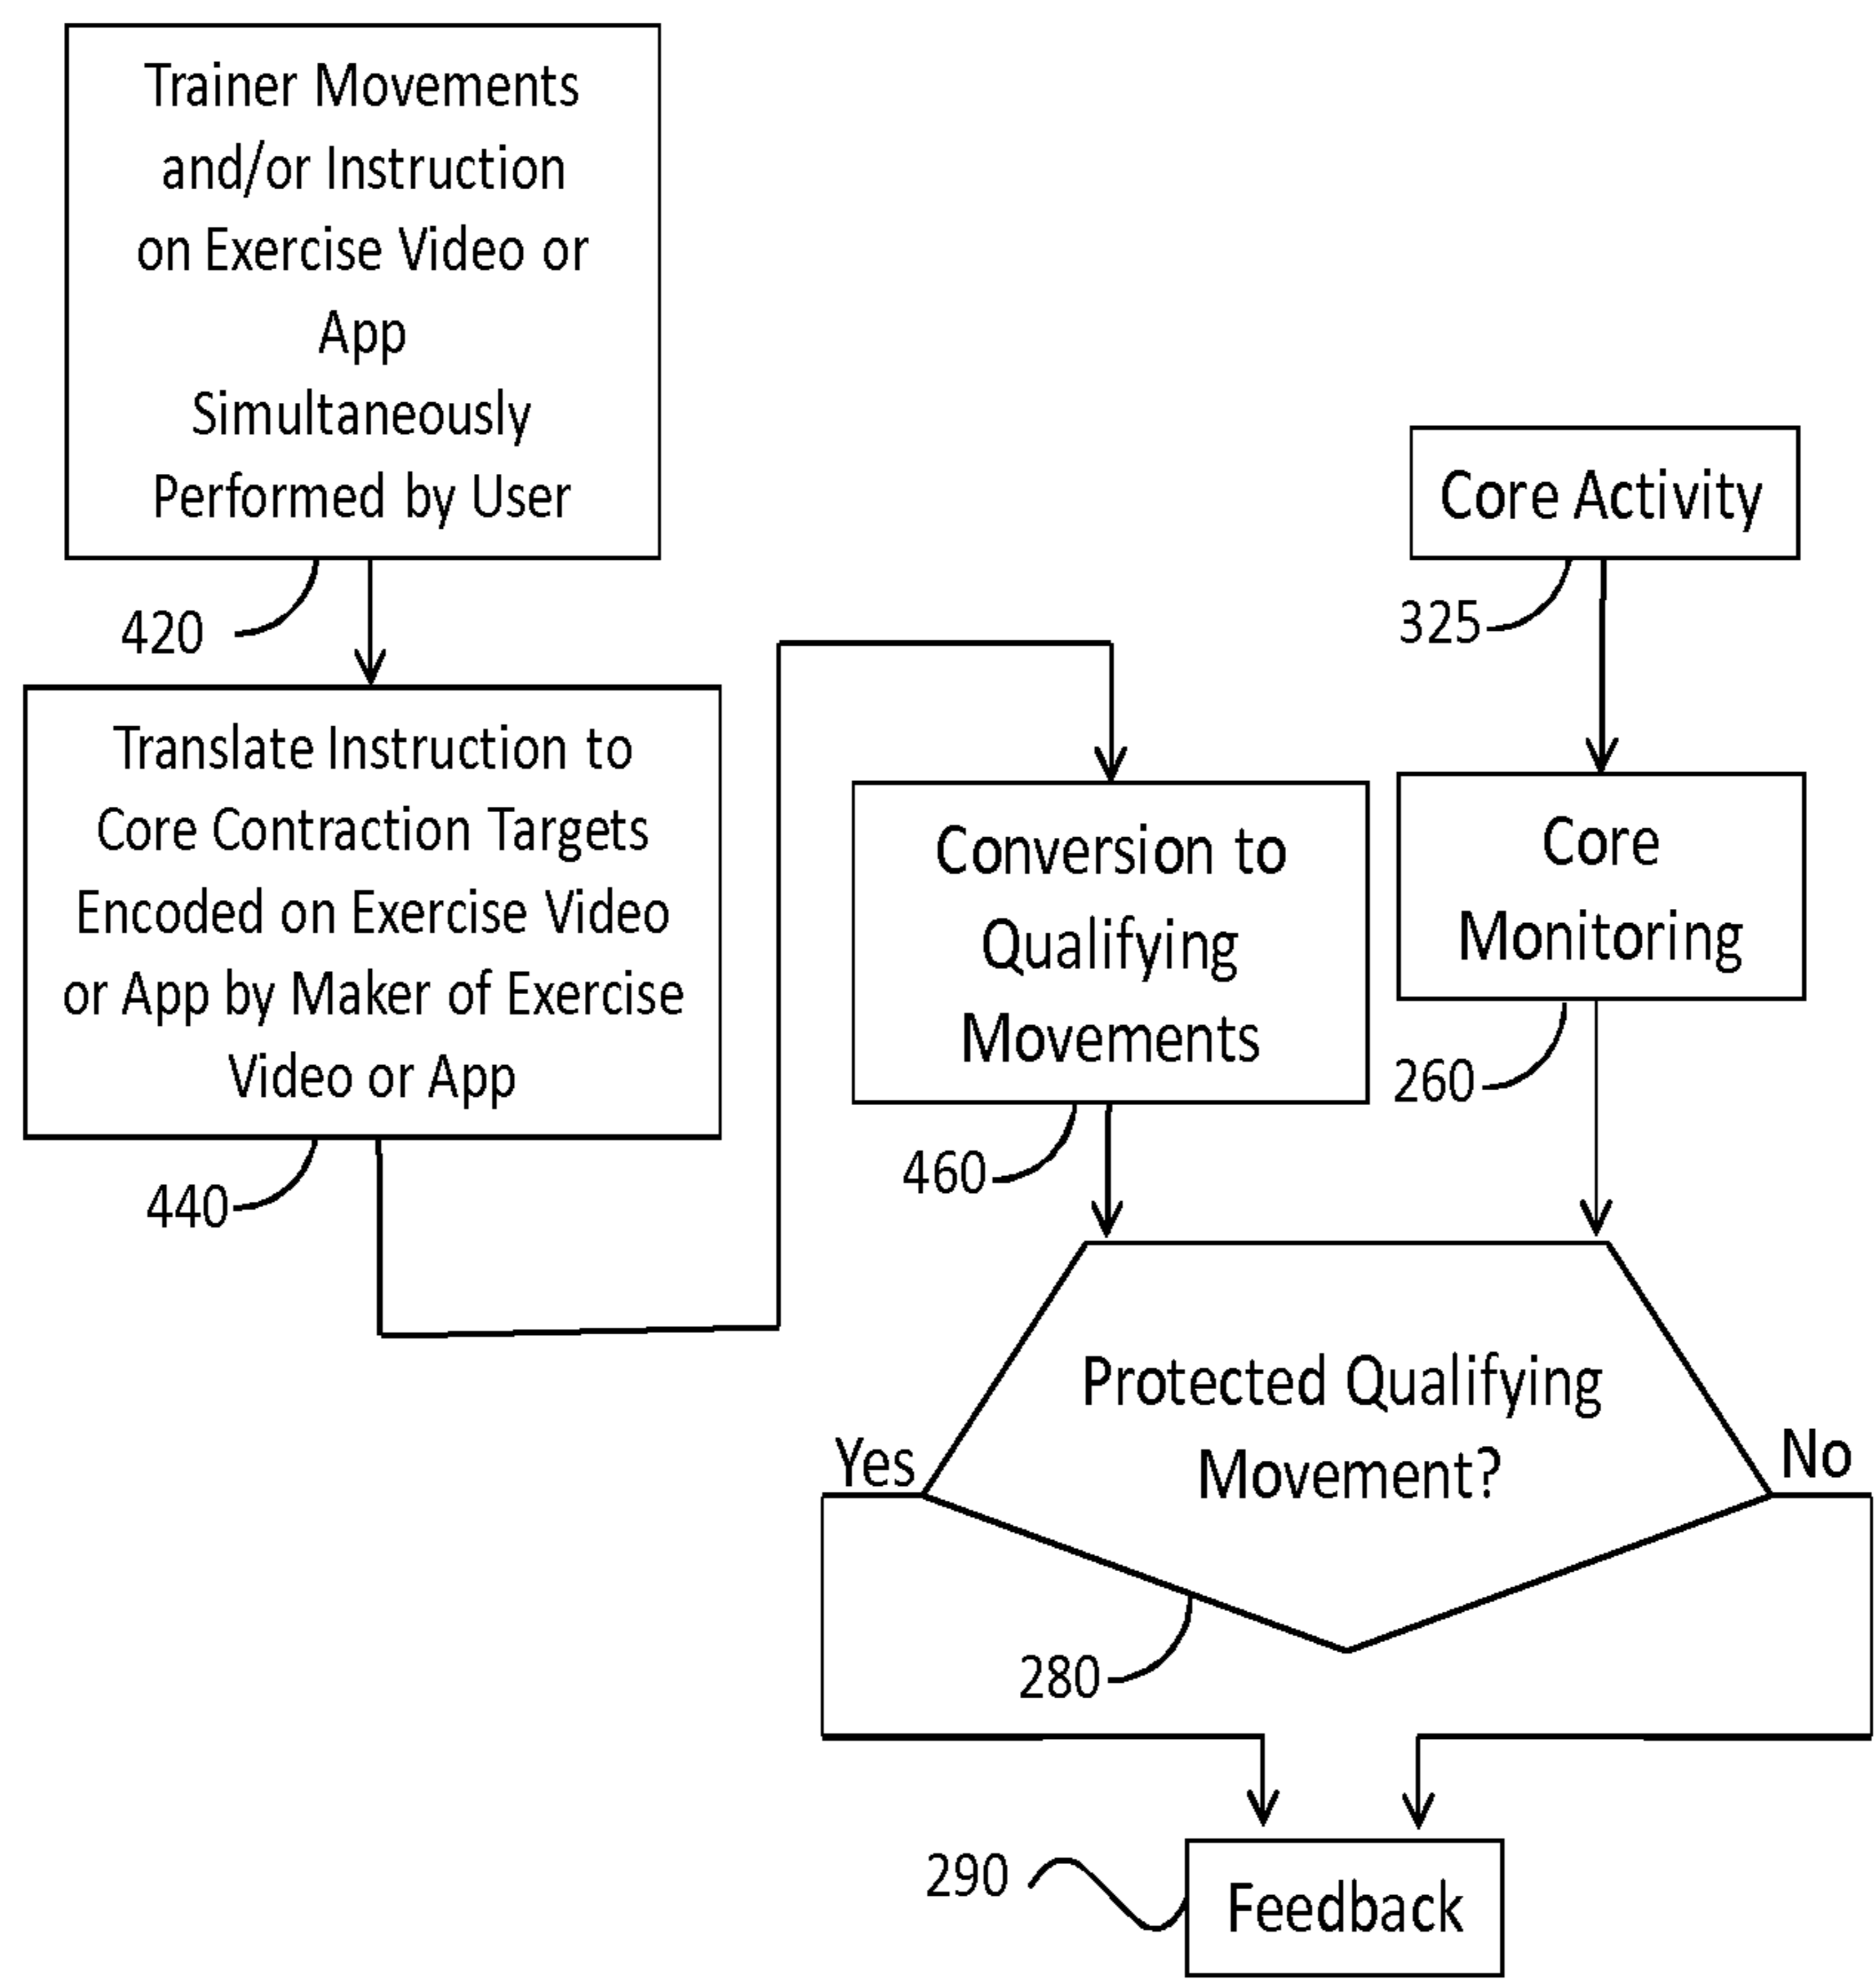 Trainer Movements
and/or Instruction
on Exercise Video or
App
Simultaneously
Performed by User
420
Translate Instruction to
Core Contraction Targets
Encoded on Exercise Video
or App by Maker of Exercise
Video or App
440
Conversion to
Qualifying
Movements
460
Core Activity
325
Core
Monitoring
260
Protected Qualifying
Movement?
Yes
No
280
290
Feedback